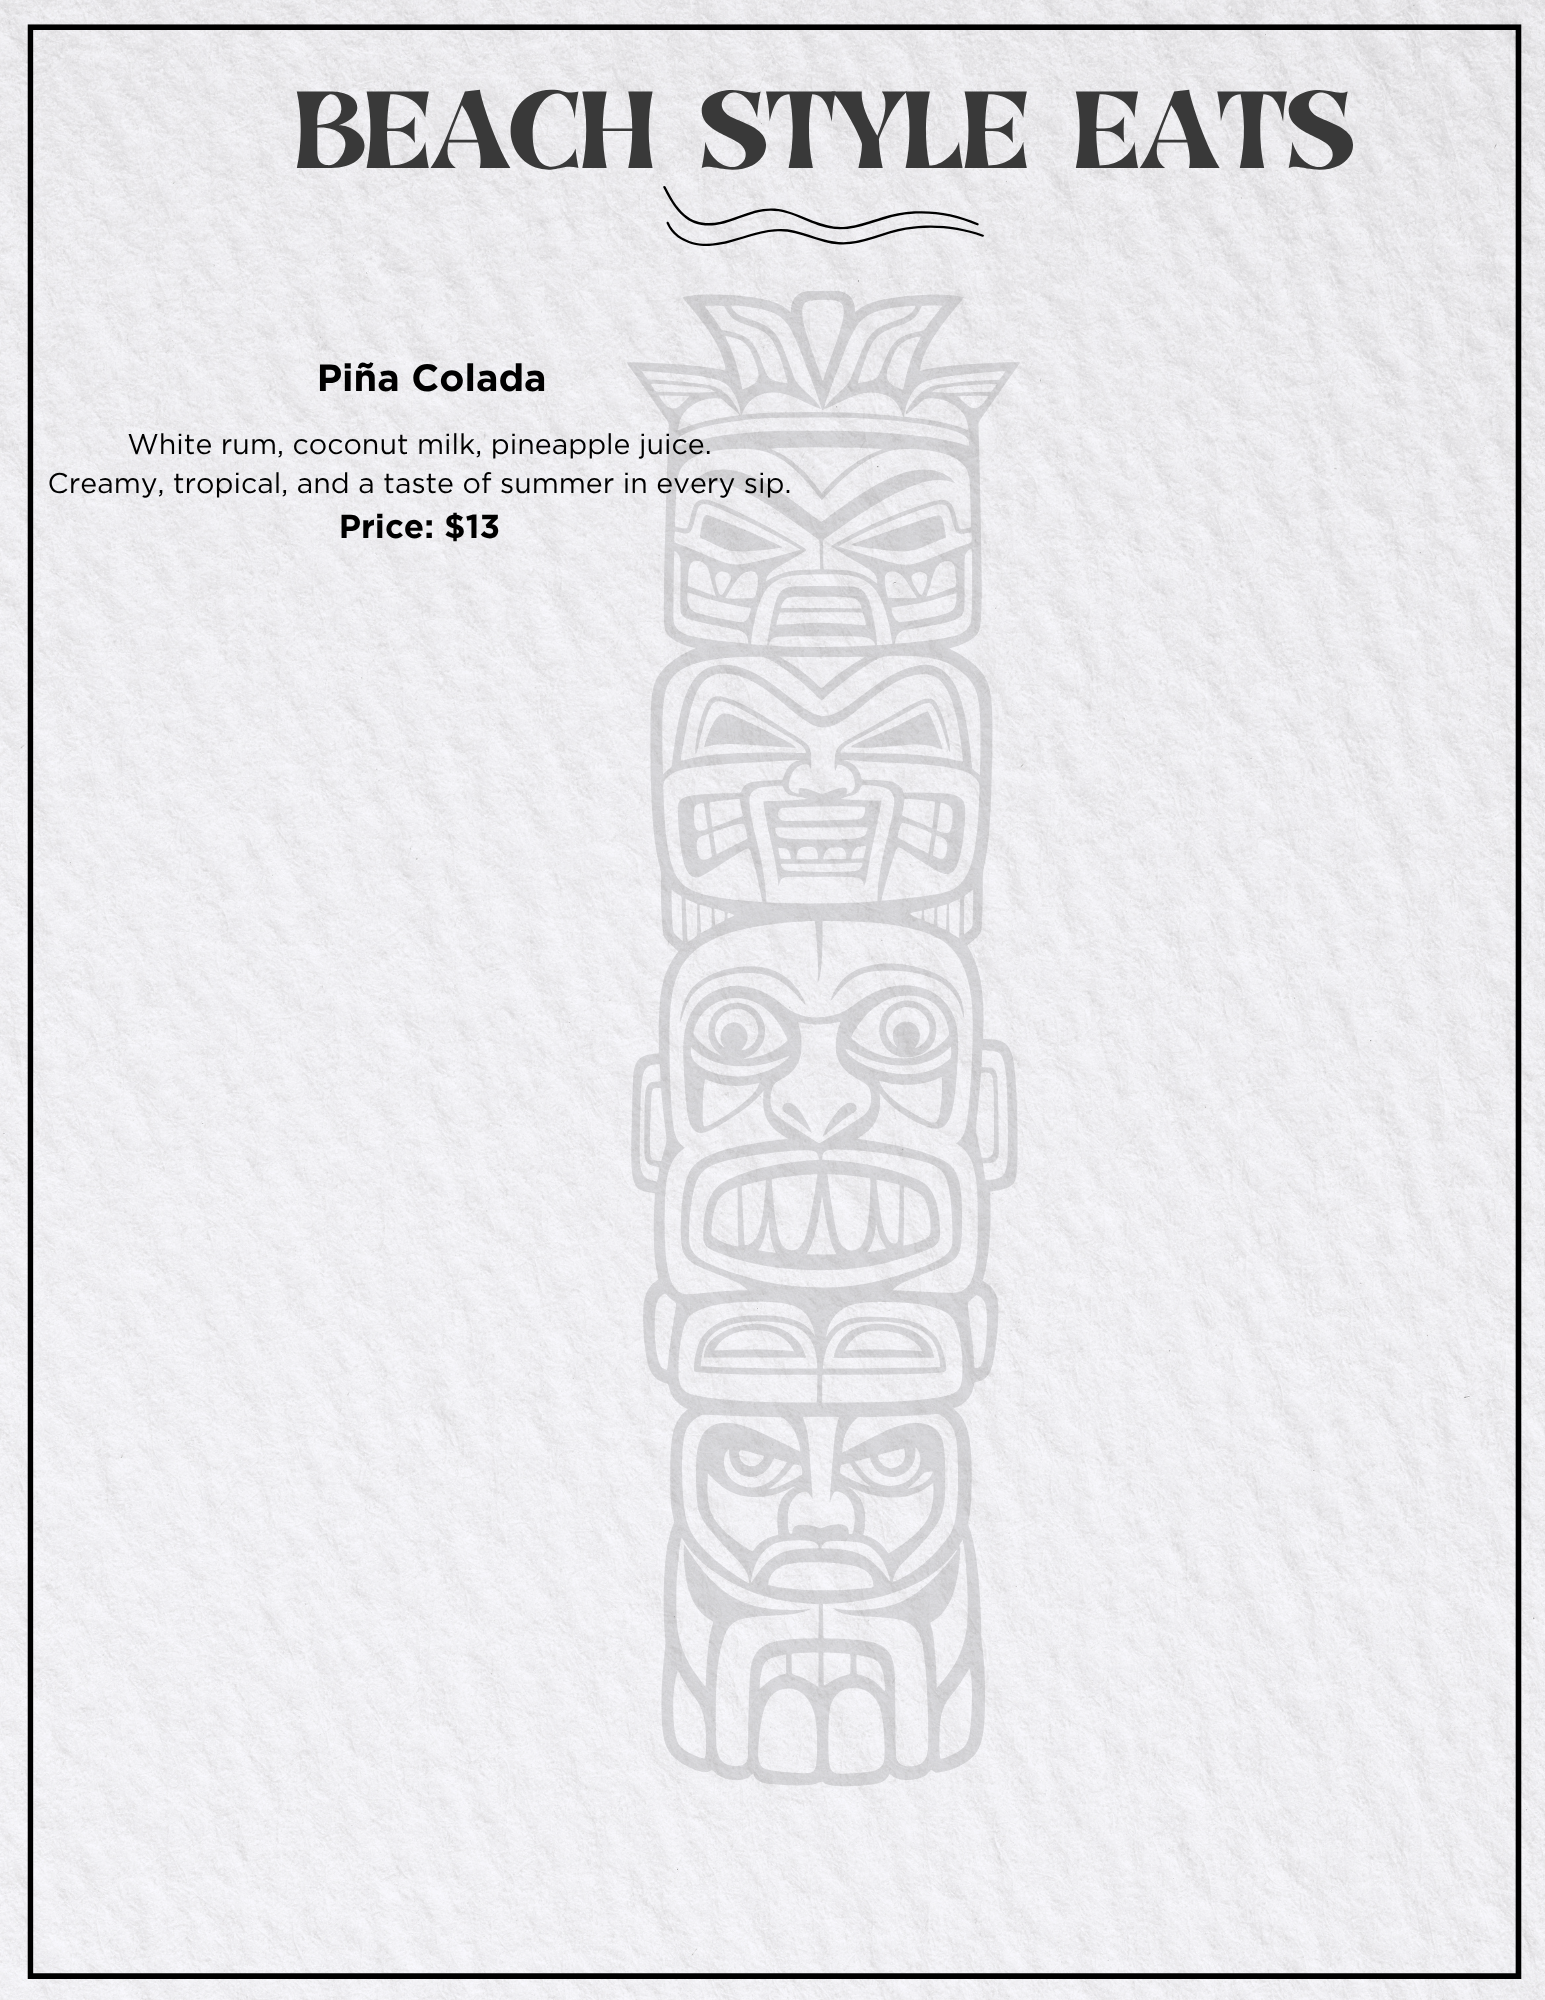 BEACH STYLE EATS
Piña Colada
White rum, coconut milk, pineapple juice.
Creamy, tropical, and a taste of summer in every sip.
Price: $13